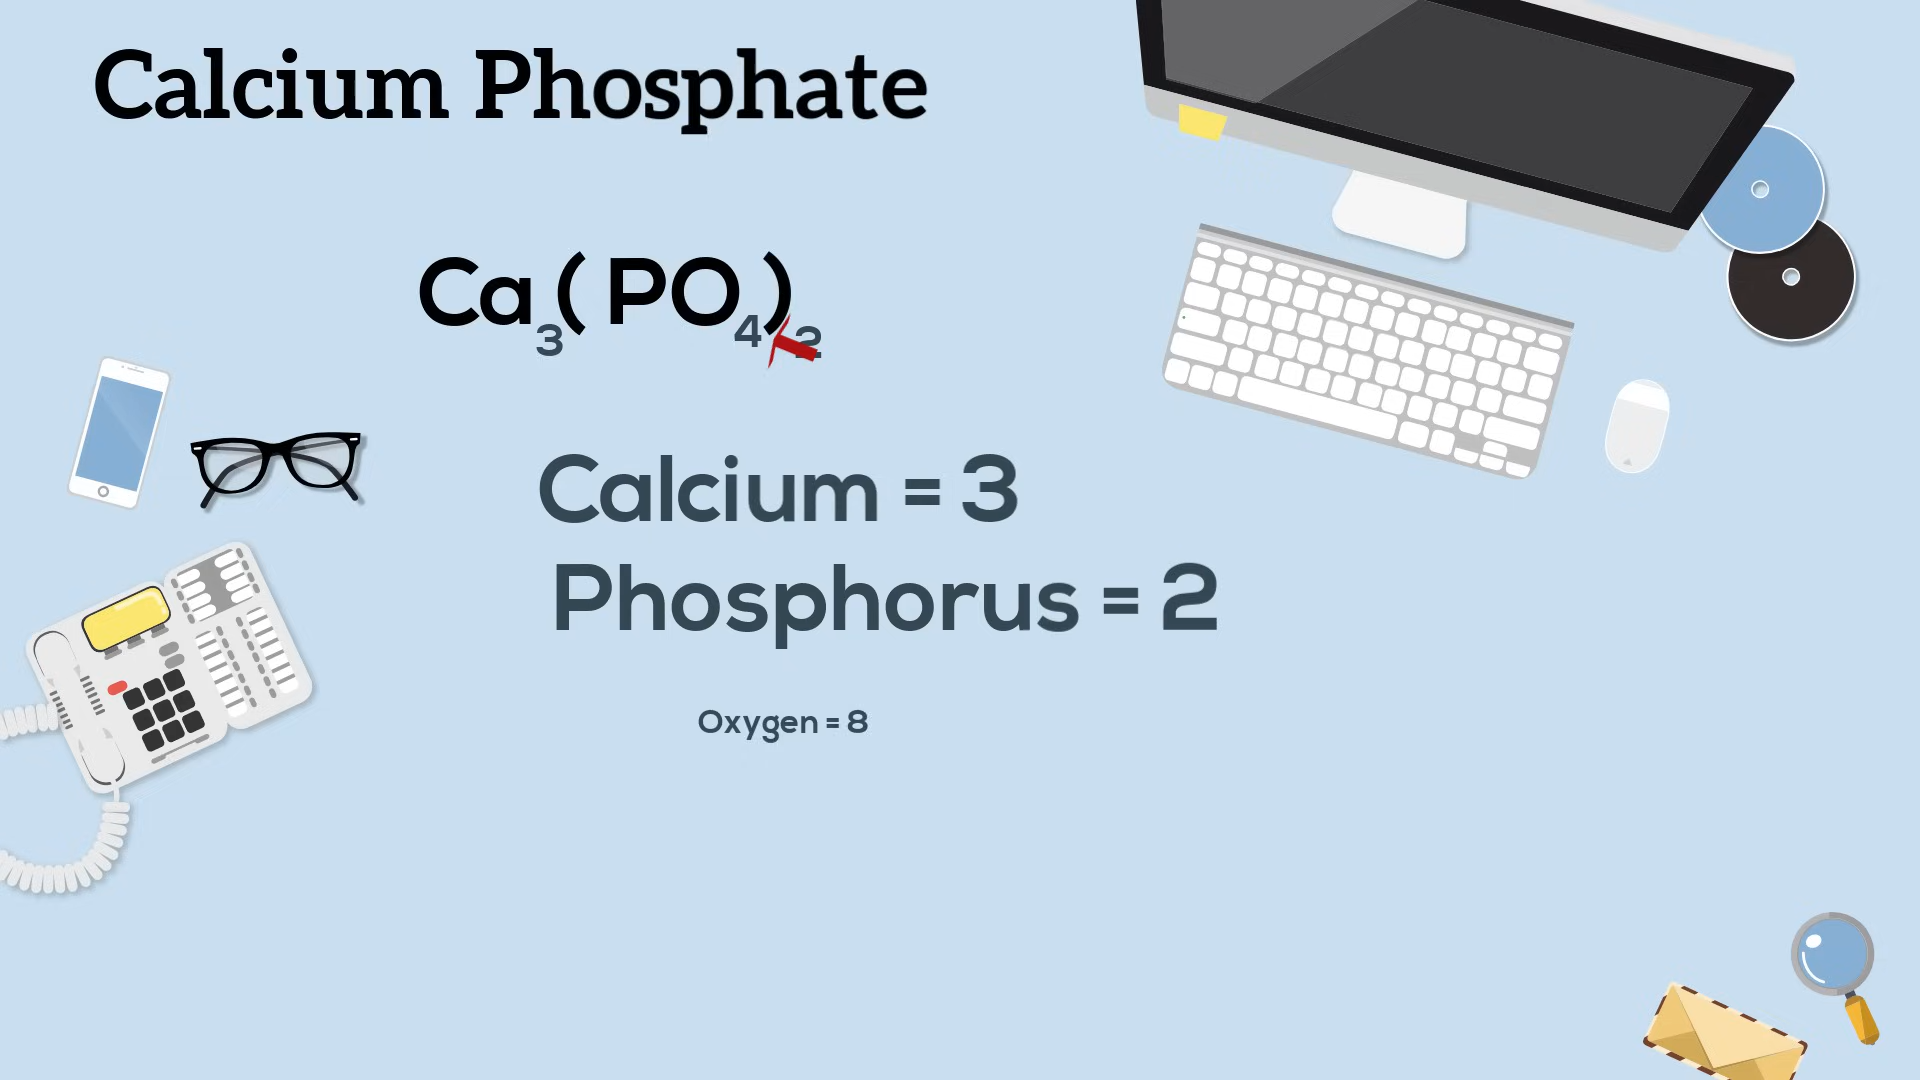 Calcium Phosphate
Ca3(PO4)2
Calcium = 3
Phosphorus = 2
Oxygen = 8